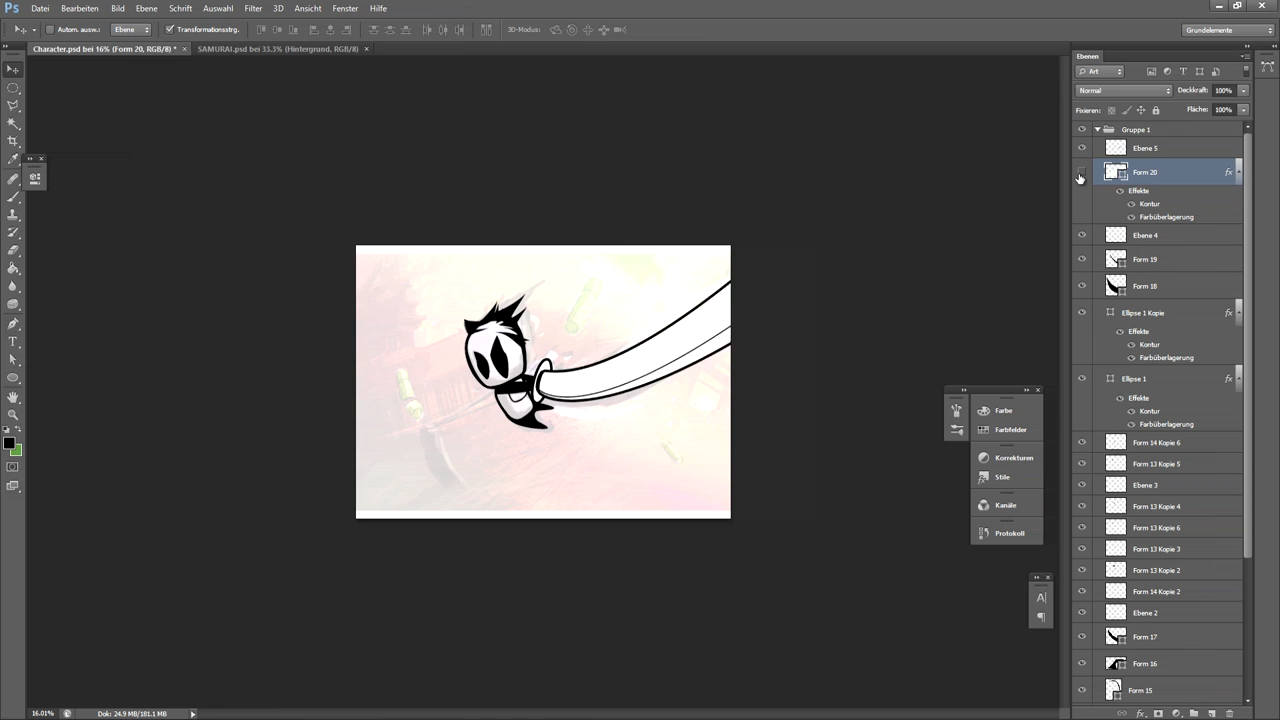 Ps Datei Bearbeiten Bild Ebene Schrift Auswahl Filter 3D Ansicht Fenster Hilfe
Autom. ausw.: Ebene Transformationsstrg. 3D-Modus: Grundelemente
Character.psd bei 16% (Form 20, RGB/8) * × SAMURAI.psd bei 33.3% (Hintergrund, RGB/8) ×
Ebenen
Art
Normal Deckkraft: 100%
Fixieren: Fläche: 100%
Gruppe 1
Ebene 5
Form 20 fx
Effekte
Kontur
Farbüberlagerung
Ebene 4
Form 19
Form 18
Ellipse 1 Kopie fx
Effekte
Kontur
Farbüberlagerung
Ellipse 1 fx
Effekte
Kontur
Farbüberlagerung
Form 14 Kopie 6
Form 13 Kopie 5
Ebene 3
Form 13 Kopie 4
Form 13 Kopie 6
Form 13 Kopie 3
Form 13 Kopie 2
Form 14 Kopie 2
Ebene 2
Form 17
Form 16
Form 15
Farbe
Farbfelder
Korrekturen
Stile
Kanäle
Protokoll
16.01% Dok: 24.9 MB/181.1 MB